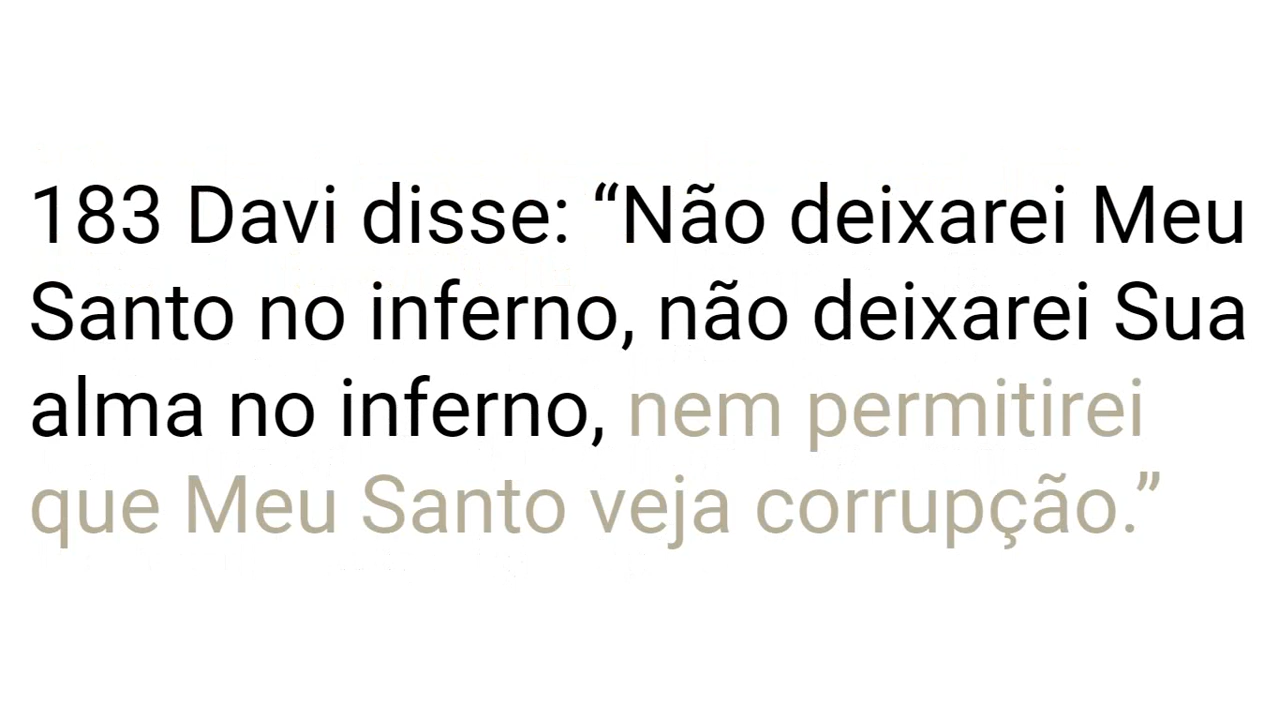 183 Davi disse: “Não deixarei Meu
Santo no inferno, não deixarei Sua
alma no inferno, nem permitirei
que Meu Santo veja corrupção.”